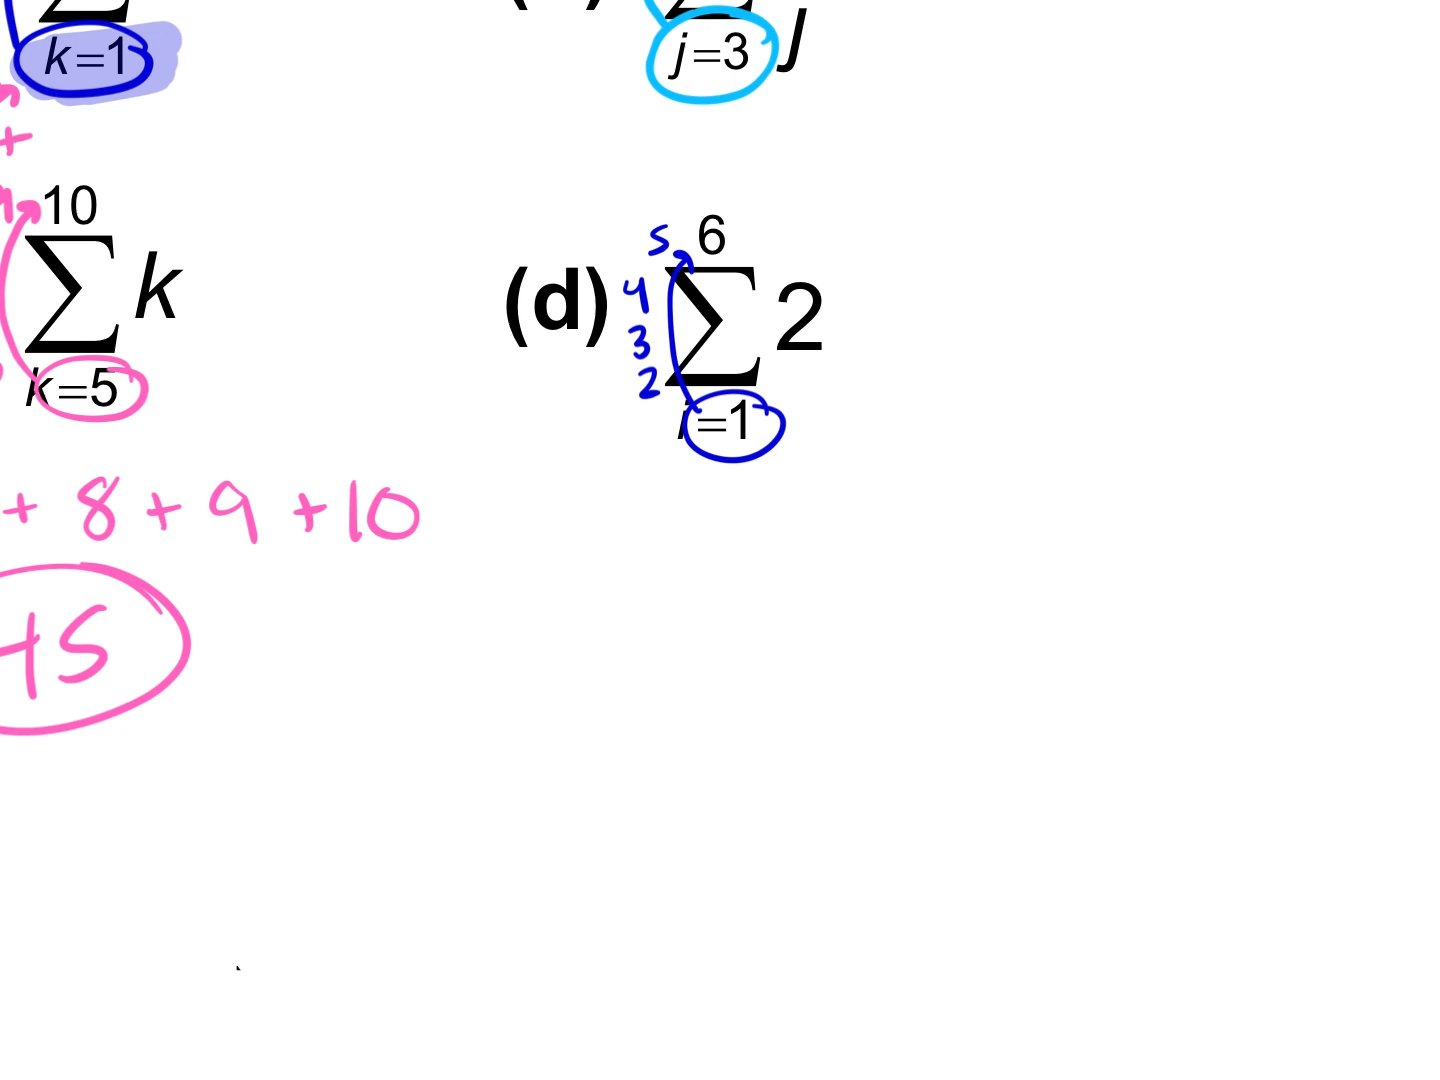 k=1
j=3 j
+
10
∑ k
k=5
+ 8 + 9 + 10
45
(d) 6
∑ 2
i=1
5
4
3
2